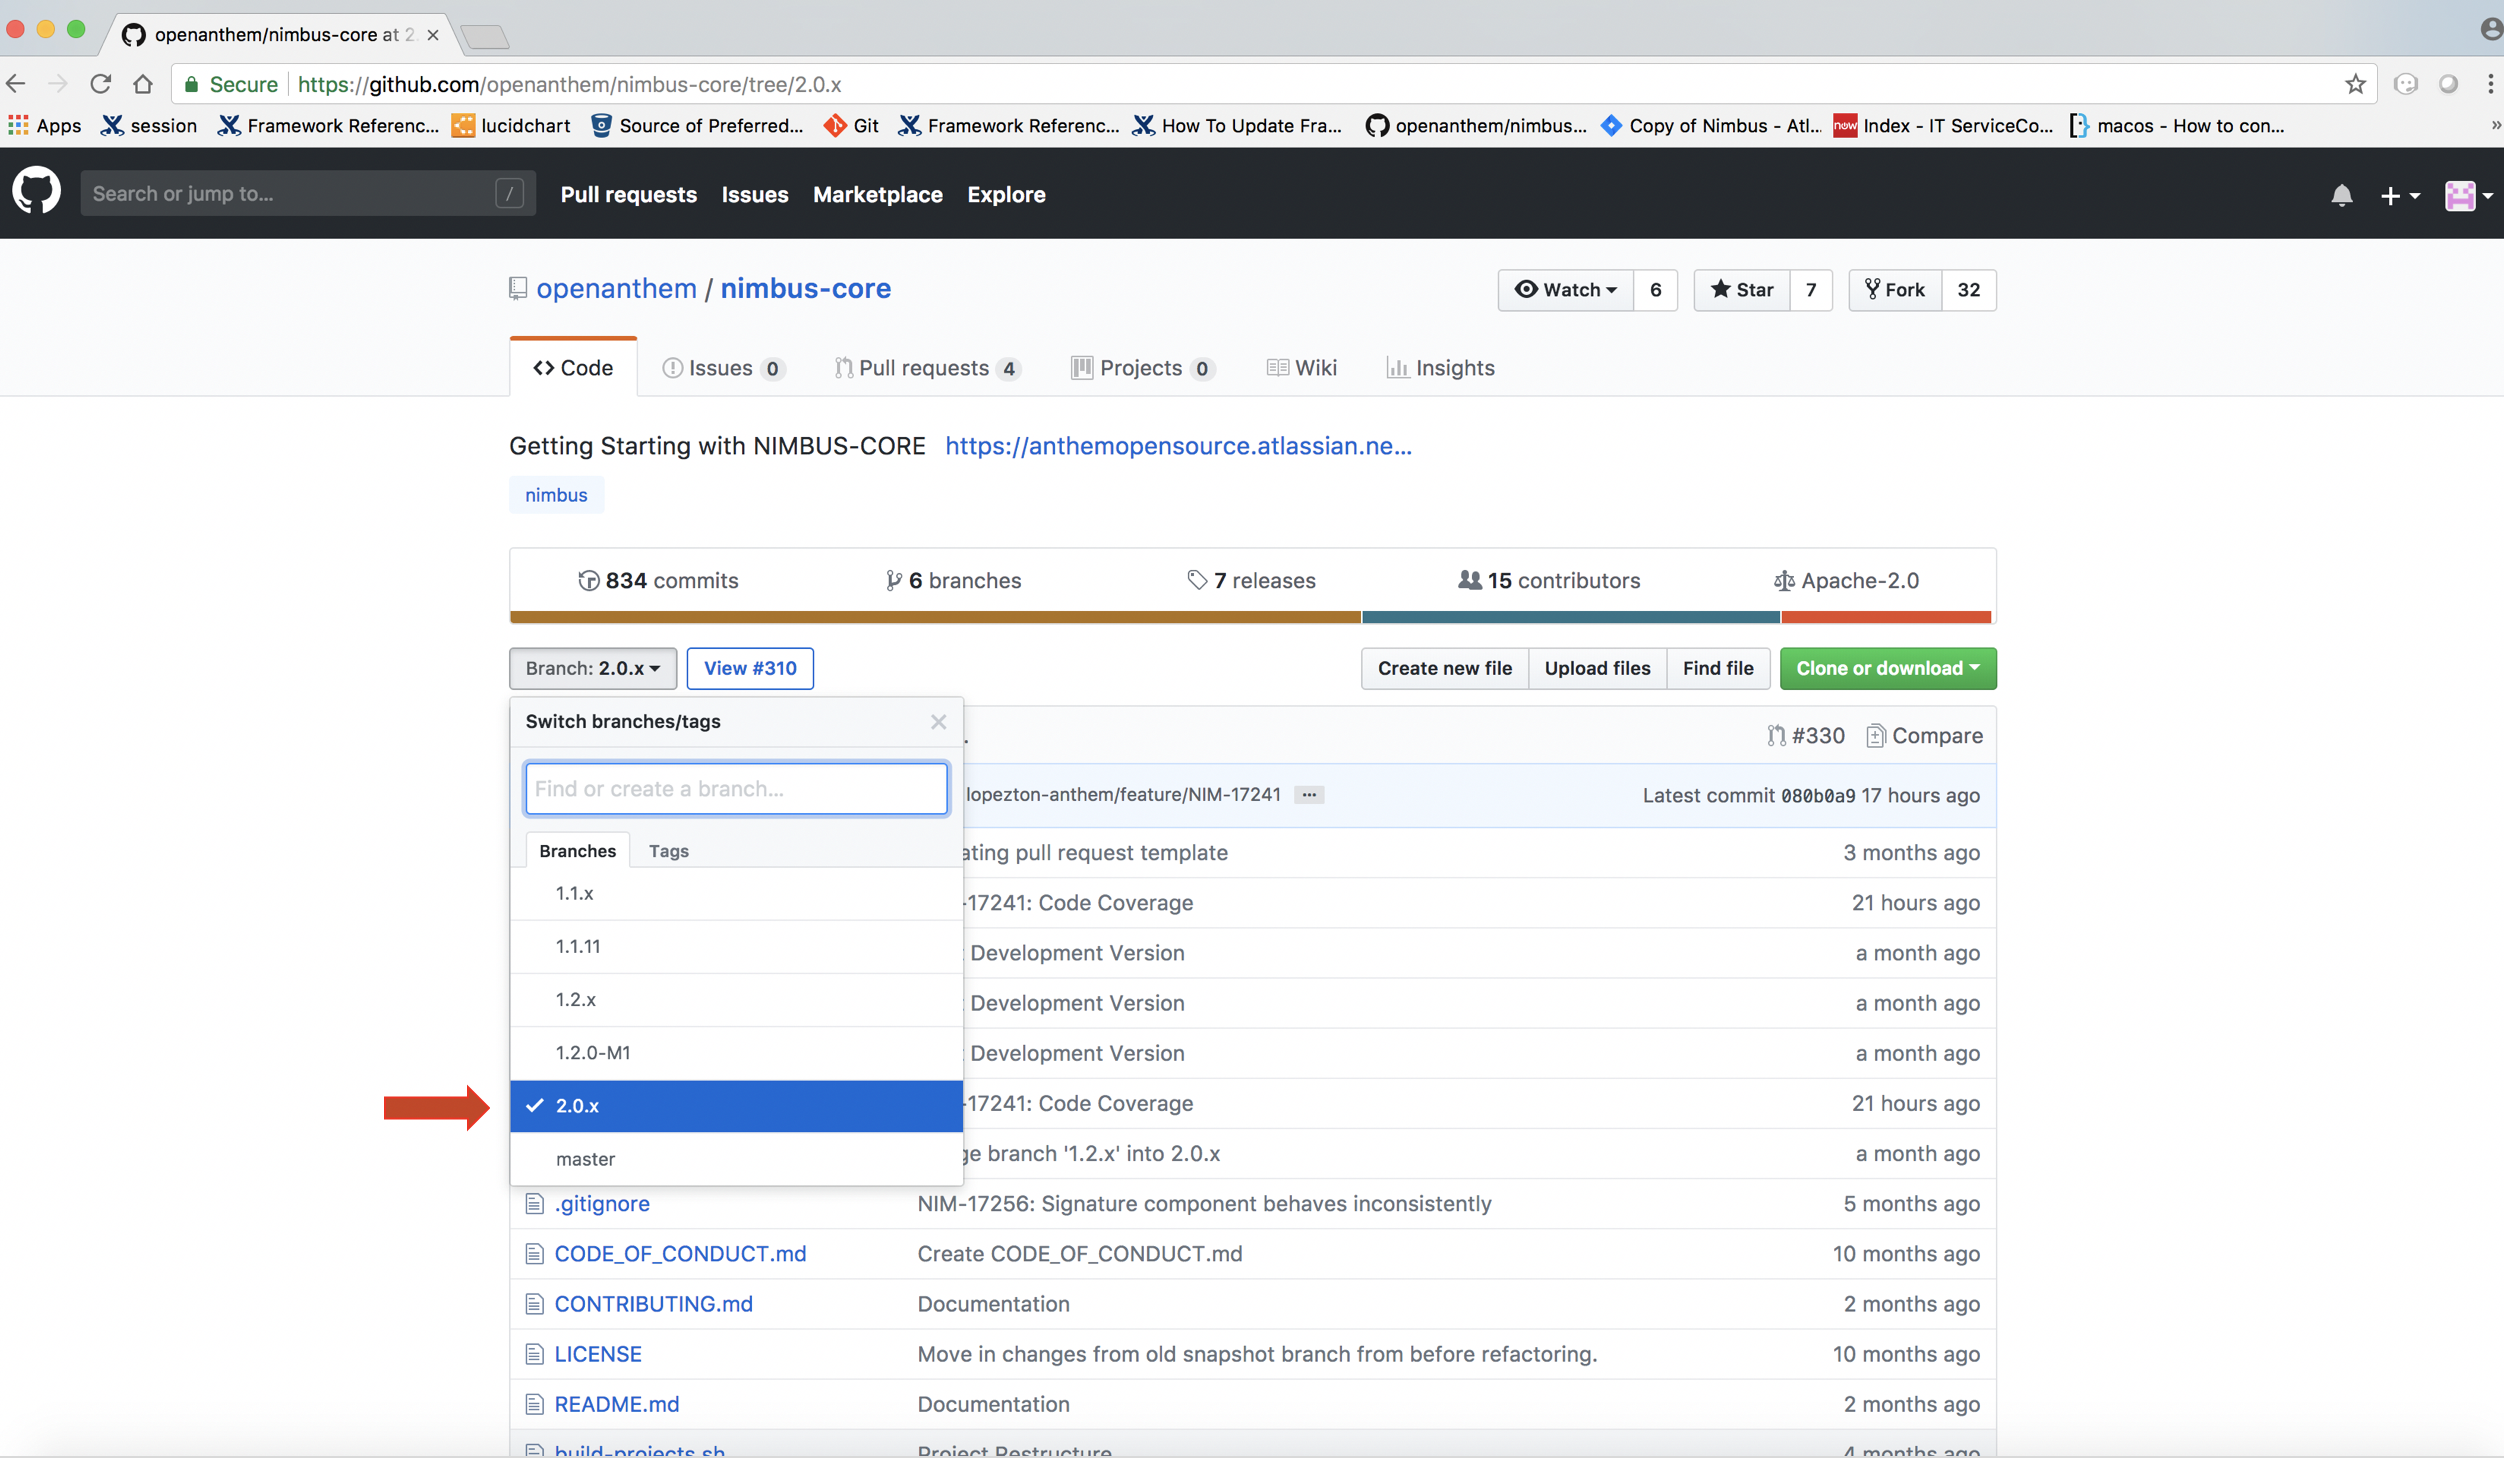 openanthem/nimbus-core at 2
Secure https://github.com/openanthem/nimbus-core/tree/2.0.x
Apps session Framework Referenc... lucidchart Source of Preferred... Git Framework Referenc... How To Update Fra... openanthem/nimbus... Copy of Nimbus - Atl... now Index - IT ServiceCo... macos - How to con... »
Search or jump to... / Pull requests Issues Marketplace Explore
openanthem / nimbus-core Watch 6 Star 7 Fork 32
Code Issues 0 Pull requests 4 Projects 0 Wiki Insights
Getting Starting with NIMBUS-CORE https://anthemopensource.atlassian.ne...
nimbus
834 commits 6 branches 7 releases 15 contributors Apache-2.0
Branch: 2.0.x View #310 Create new file Upload files Find file Clone or download
Switch branches/tags
. #330 Compare
Find or create a branch...
lopezton-anthem/feature/NIM-17241 ... Latest commit 080b0a9 17 hours ago
Branches Tags
ating pull request template 3 months ago
1.1.x
-17241: Code Coverage 21 hours ago
1.1.11
: Development Version a month ago
1.2.x
: Development Version a month ago
1.2.0-M1
: Development Version a month ago
2.0.x
-17241: Code Coverage 21 hours ago
master
ge branch '1.2.x' into 2.0.x a month ago
.gitignore NIM-17256: Signature component behaves inconsistently 5 months ago
CODE_OF_CONDUCT.md Create CODE_OF_CONDUCT.md 10 months ago
CONTRIBUTING.md Documentation 2 months ago
LICENSE Move in changes from old snapshot branch from before refactoring. 10 months ago
README.md Documentation 2 months ago
build-projects.sh Project Restructure 4 months ago